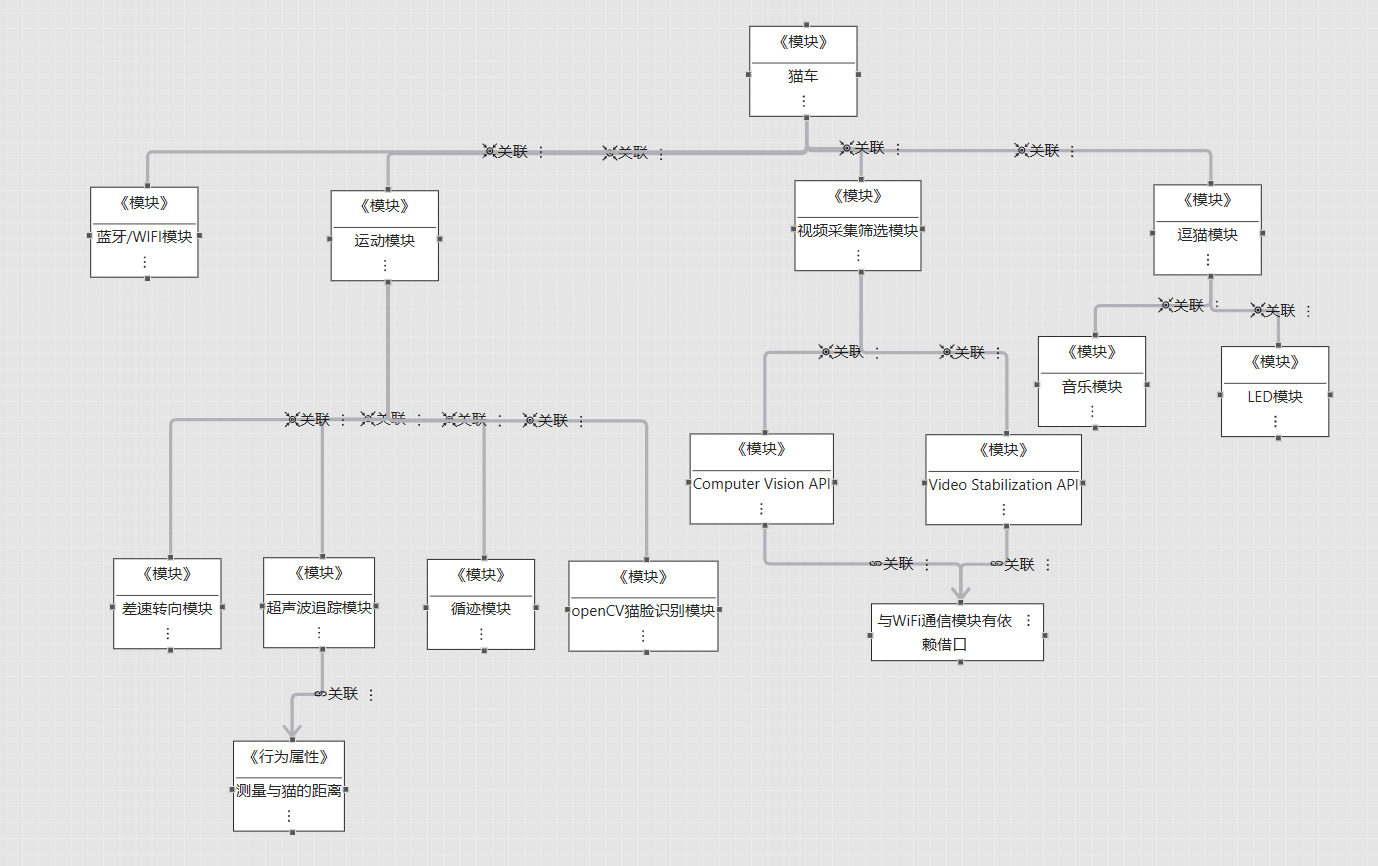 《模块》
猫车
关联
关联
关联
关联
《模块》
蓝牙/WIFI模块
《模块》
运动模块
《模块》
视频采集筛选模块
《模块》
逗猫模块
关联
关联
《模块》
音乐模块
《模块》
LED模块
关联
关联
关联
关联
关联
关联
《模块》
Computer Vision API
《模块》
Video Stabilization API
《模块》
差速转向模块
《模块》
超声波追踪模块
《模块》
循迹模块
《模块》
openCV猫脸识别模块
关联
关联
与WiFi通信模块有依
赖借口
关联
《行为属性》
测量与猫的距离